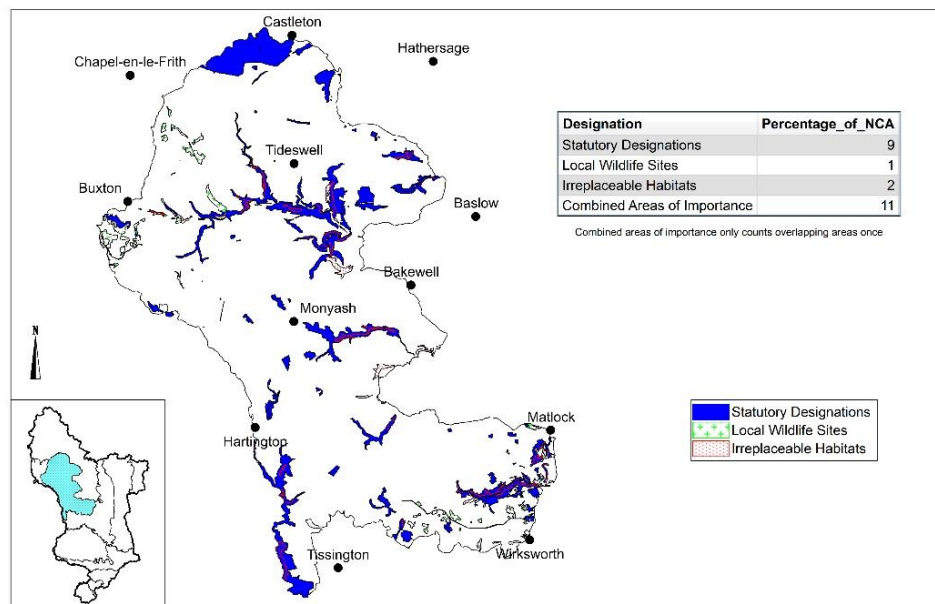 Castleton
Hathersage
Chapel-en-le-Frith
Designation Percentage_of_NCA
Statutory Designations 9
Local Wildlife Sites 1
Irreplaceable Habitats 2
Combined Areas of Importance 11
Combined areas of importance only counts overlapping areas once
Tideswell
Buxton
Baslow
Bakewell
Monyash
N
Matlock
Hartington
Statutory Designations
Local Wildlife Sites
Irreplaceable Habitats
Wirksworth
Tissington